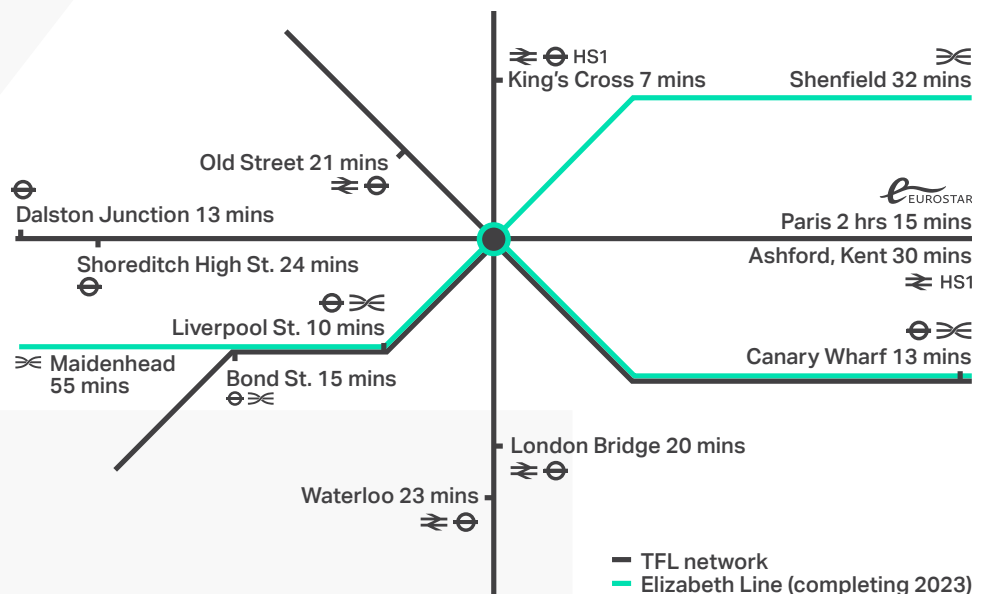 HS1
King's Cross 7 mins
Shenfield 32 mins
Old Street 21 mins
Dalston Junction 13 mins
EUROSTAR
Paris 2 hrs 15 mins
Shoreditch High St. 24 mins
Ashford, Kent 30 mins
HS1
Liverpool St. 10 mins
Maidenhead
55 mins
Bond St. 15 mins
Canary Wharf 13 mins
London Bridge 20 mins
Waterloo 23 mins
TFL network
Elizabeth Line (completing 2023)